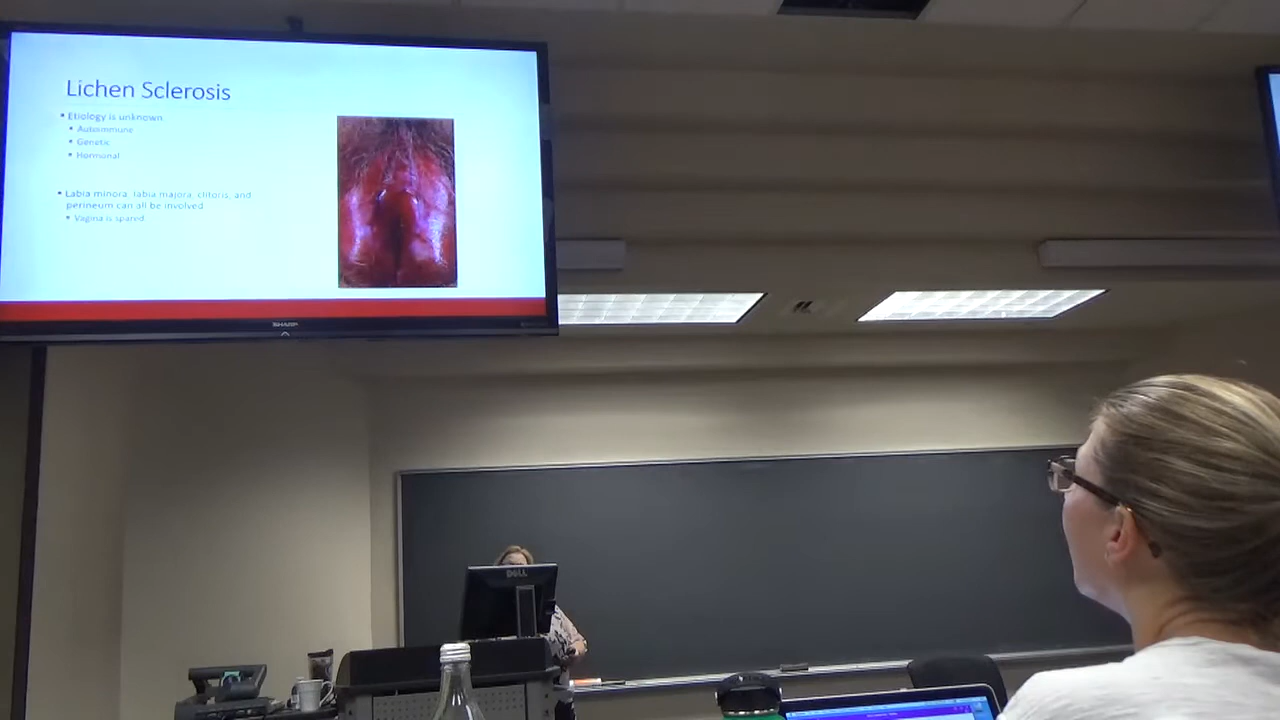 Lichen Sclerosis
▪ Etiology is unknown.
▪ Autoimmune
▪ Genetic
▪ Hormonal
▪ Labia minora, labia majora, clitoris, and
perineum can all be involved
▪ Vagina is spared
SHARP
DELL